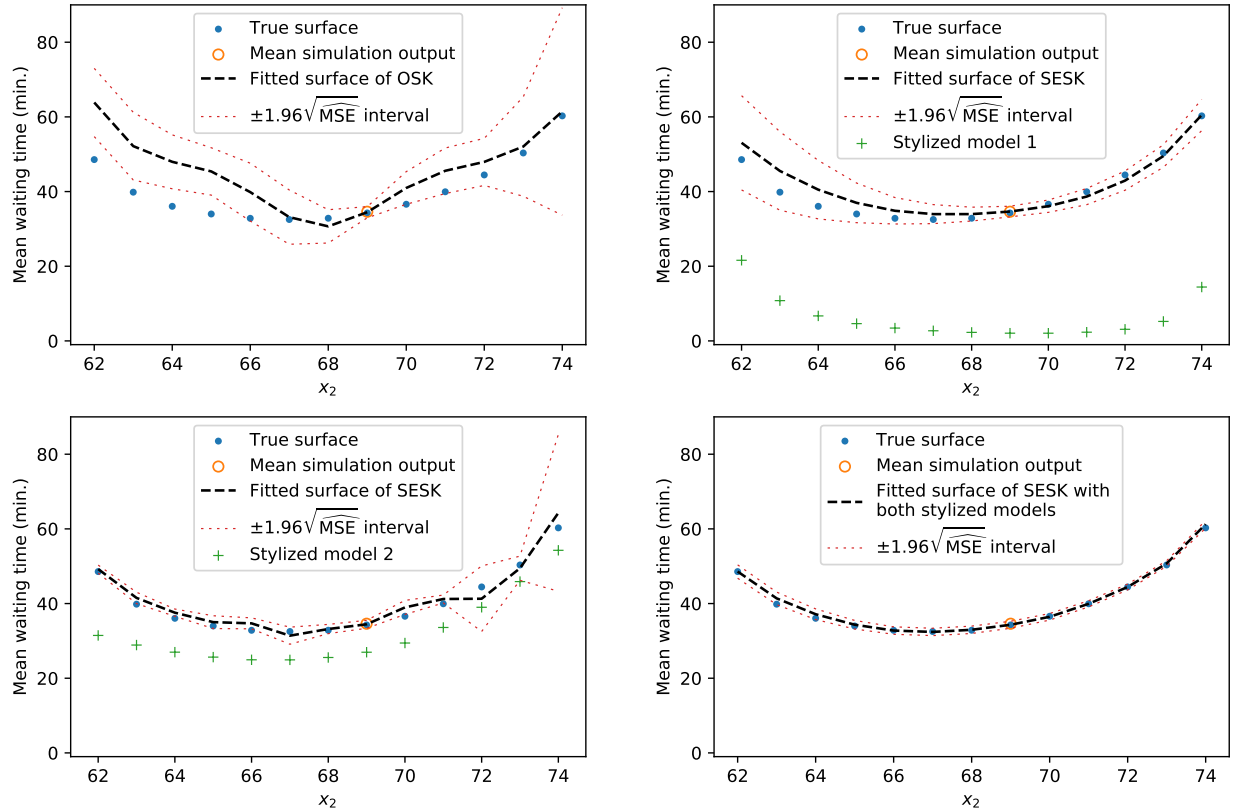 True surface
Mean simulation output
Fitted surface of OSK
±1.96√MSE interval
Mean waiting time (min.)
80
60
40
20
0
62 64 66 68 70 72 74
x₂
True surface
Mean simulation output
Fitted surface of SESK
±1.96√MSE interval
Stylized model 1
Mean waiting time (min.)
80
60
40
20
0
62 64 66 68 70 72 74
x₂
True surface
Mean simulation output
Fitted surface of SESK
±1.96√MSE interval
Stylized model 2
Mean waiting time (min.)
80
60
40
20
0
62 64 66 68 70 72 74
x₂
True surface
Mean simulation output
Fitted surface of SESK with
both stylized models
±1.96√MSE interval
Mean waiting time (min.)
80
60
40
20
0
62 64 66 68 70 72 74
x₂